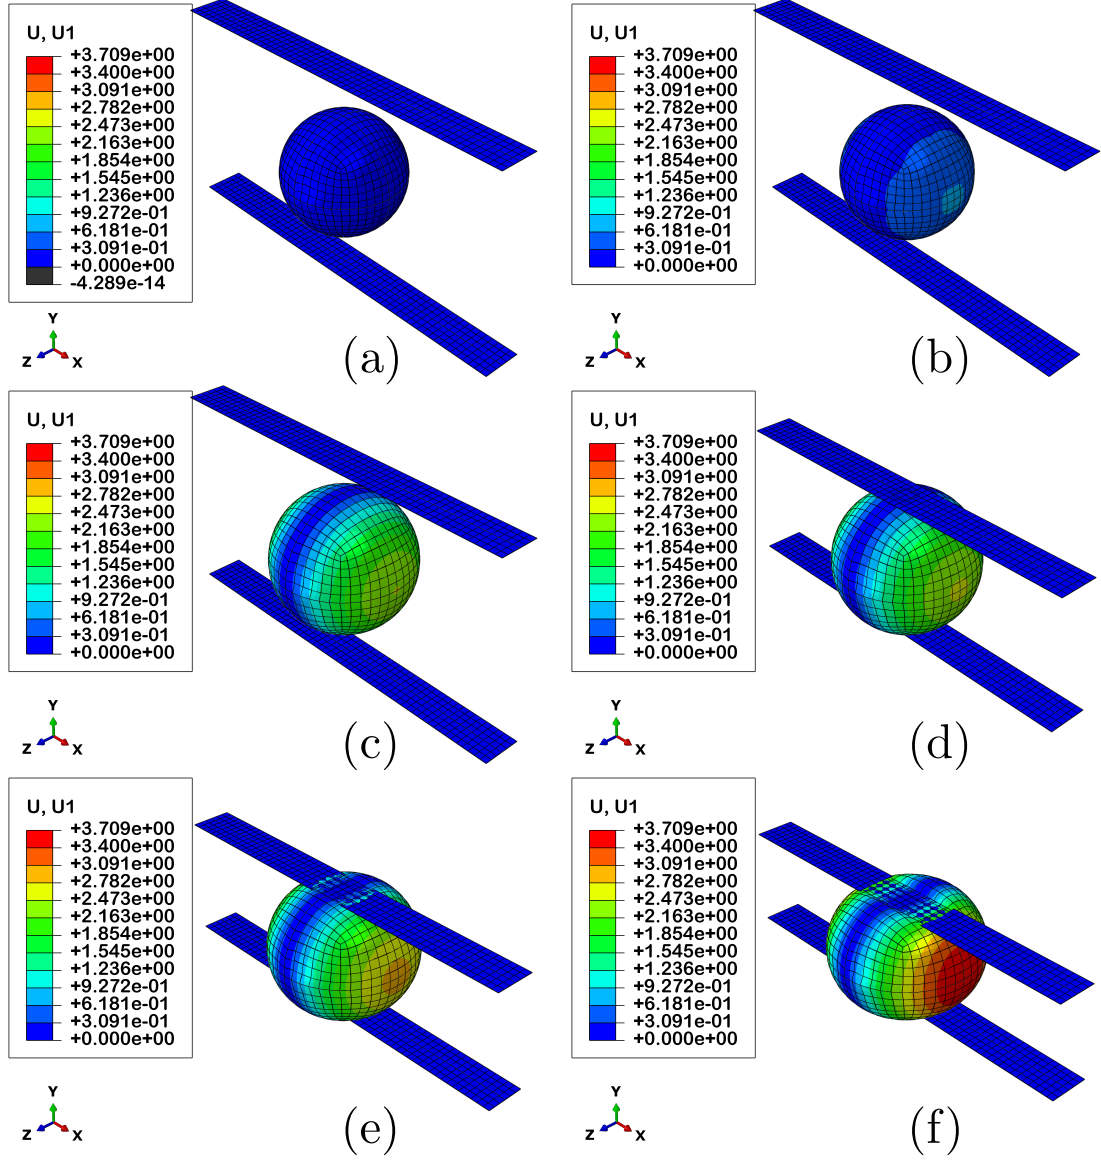 U, U1
+3.709e+00
+3.400e+00
+3.091e+00
+2.782e+00
+2.473e+00
+2.163e+00
+1.854e+00
+1.545e+00
+1.236e+00
+9.272e-01
+6.181e-01
+3.091e-01
+0.000e+00
-4.289e-14
Y
Z
X
(a)
U, U1
+3.709e+00
+3.400e+00
+3.091e+00
+2.782e+00
+2.473e+00
+2.163e+00
+1.854e+00
+1.545e+00
+1.236e+00
+9.272e-01
+6.181e-01
+3.091e-01
+0.000e+00
Y
Z
X
(b)
U, U1
+3.709e+00
+3.400e+00
+3.091e+00
+2.782e+00
+2.473e+00
+2.163e+00
+1.854e+00
+1.545e+00
+1.236e+00
+9.272e-01
+6.181e-01
+3.091e-01
+0.000e+00
Y
Z
X
(c)
U, U1
+3.709e+00
+3.400e+00
+3.091e+00
+2.782e+00
+2.473e+00
+2.163e+00
+1.854e+00
+1.545e+00
+1.236e+00
+9.272e-01
+6.181e-01
+3.091e-01
+0.000e+00
Y
Z
X
(d)
U, U1
+3.709e+00
+3.400e+00
+3.091e+00
+2.782e+00
+2.473e+00
+2.163e+00
+1.854e+00
+1.545e+00
+1.236e+00
+9.272e-01
+6.181e-01
+3.091e-01
+0.000e+00
Y
Z
X
(e)
U, U1
+3.709e+00
+3.400e+00
+3.091e+00
+2.782e+00
+2.473e+00
+2.163e+00
+1.854e+00
+1.545e+00
+1.236e+00
+9.272e-01
+6.181e-01
+3.091e-01
+0.000e+00
Y
Z
X
(f)